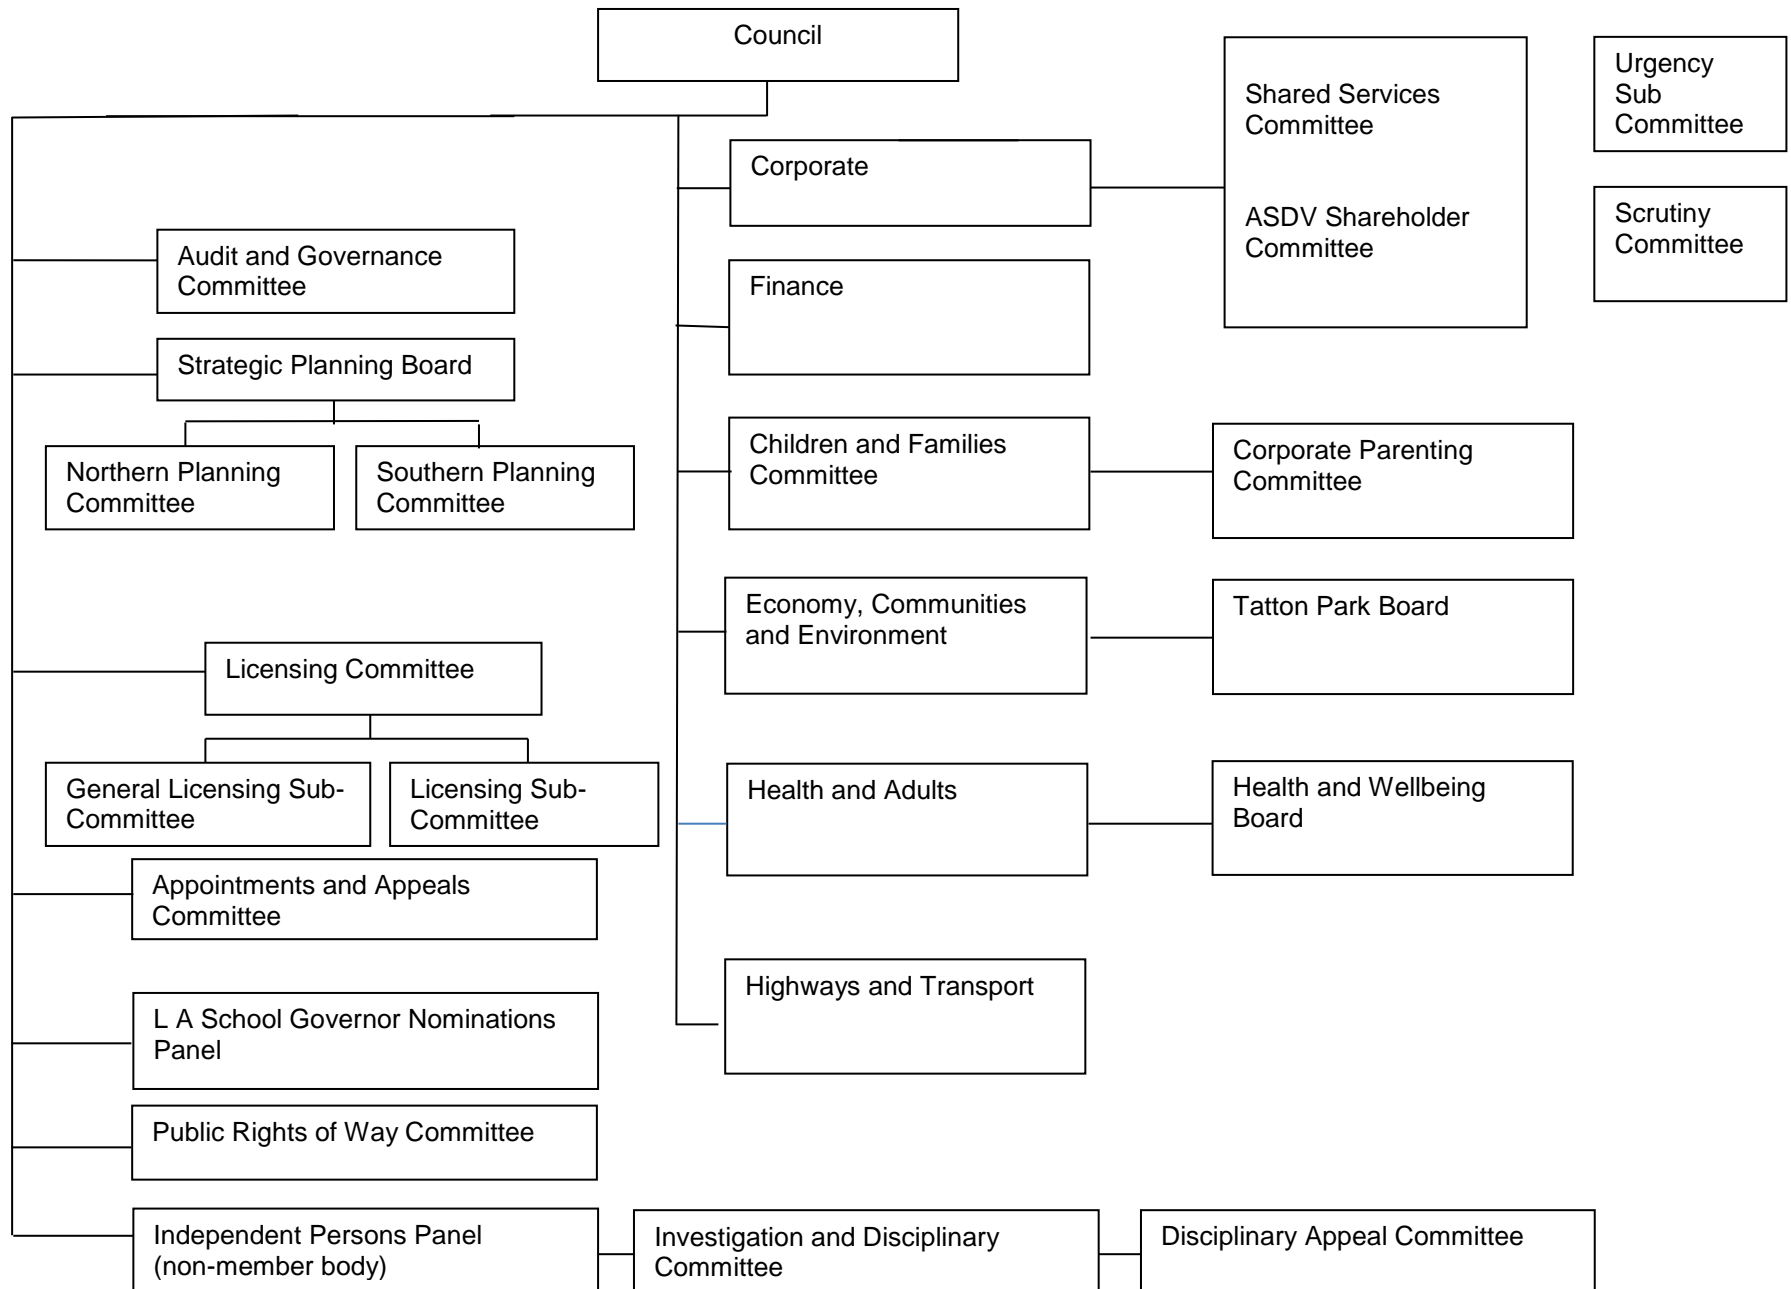 Council
Shared Services
Committee
ASDV Shareholder
Committee
Urgency
Sub
Committee
Scrutiny
Committee
Corporate
Finance
Children and Families
Committee
Corporate Parenting
Committee
Economy, Communities
and Environment
Tatton Park Board
Health and Adults
Health and Wellbeing
Board
Highways and Transport
Audit and Governance
Committee
Strategic Planning Board
Northern Planning
Committee
Southern Planning
Committee
Licensing Committee
General Licensing Sub-
Committee
Licensing Sub-
Committee
Appointments and Appeals
Committee
L A School Governor Nominations
Panel
Public Rights of Way Committee
Independent Persons Panel
(non-member body)
Investigation and Disciplinary
Committee
Disciplinary Appeal Committee